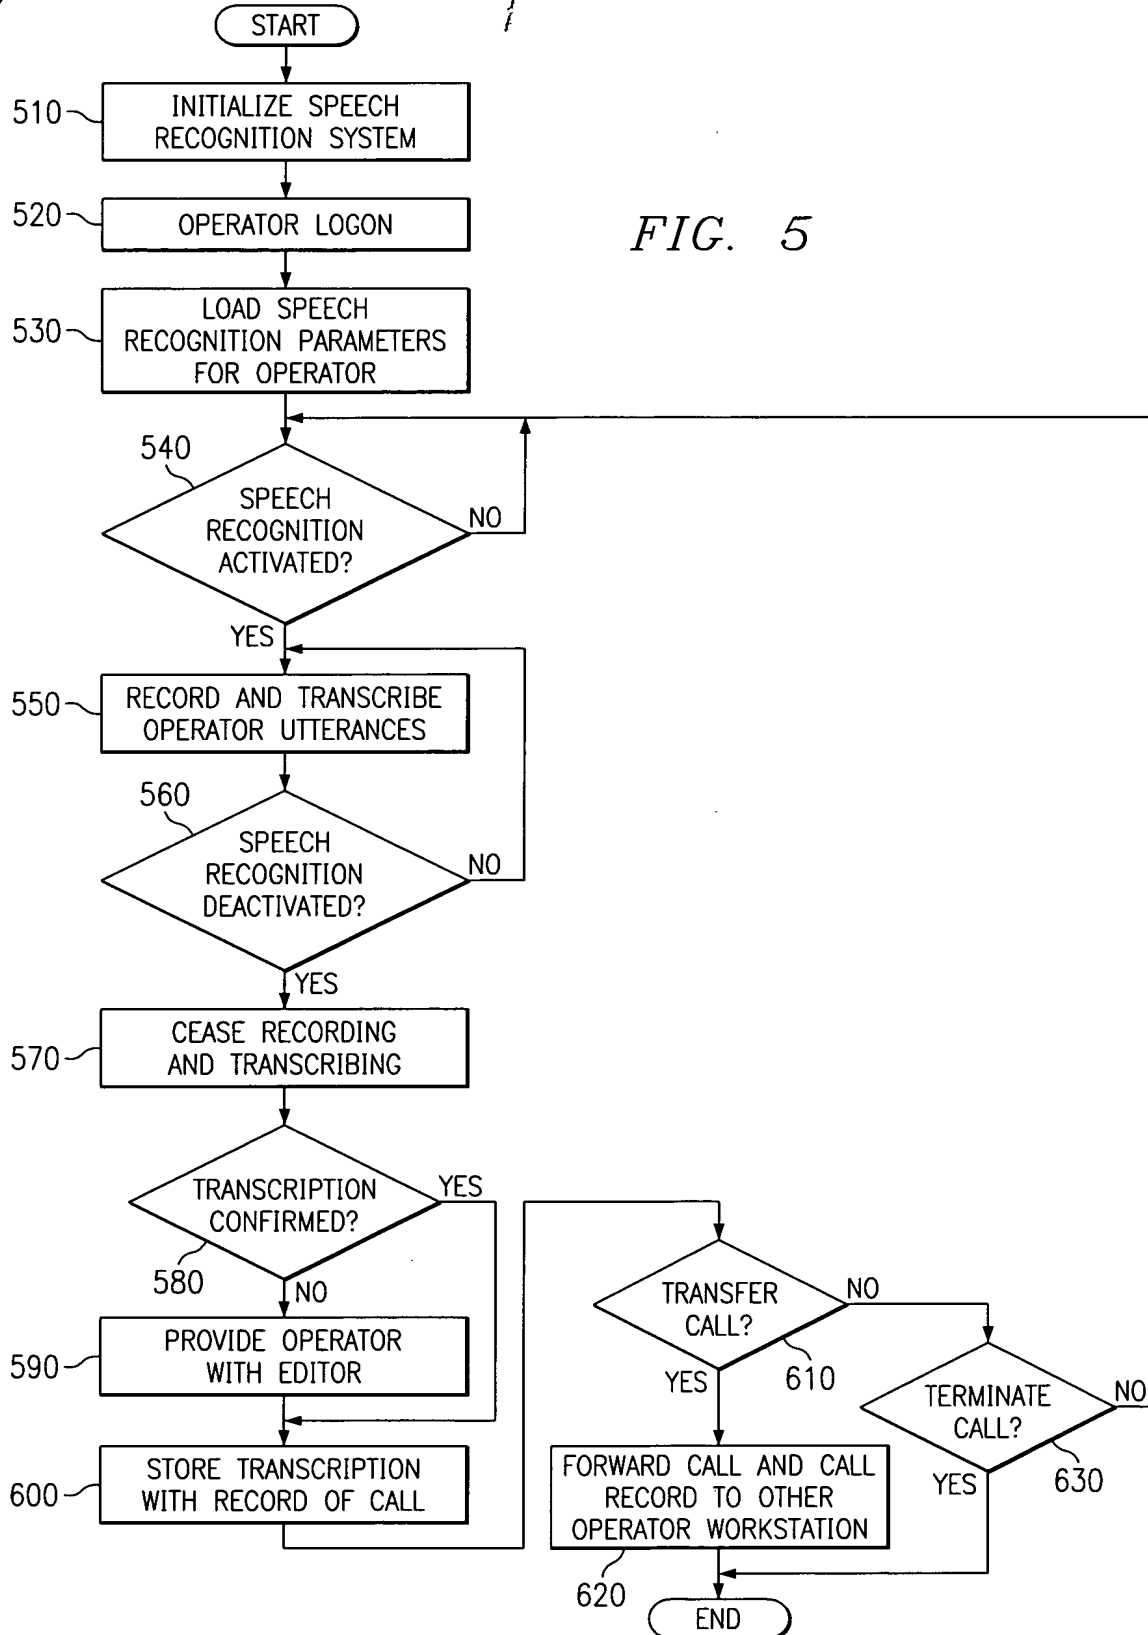 START
510
INITIALIZE SPEECH
RECOGNITION SYSTEM
520
OPERATOR LOGON
FIG. 5
530
LOAD SPEECH
RECOGNITION PARAMETERS
FOR OPERATOR
540
SPEECH
RECOGNITION
ACTIVATED?
NO
YES
550
RECORD AND TRANSCRIBE
OPERATOR UTTERANCES
560
SPEECH
RECOGNITION
DEACTIVATED?
NO
YES
570
CEASE RECORDING
AND TRANSCRIBING
TRANSCRIPTION
CONFIRMED?
YES
580
NO
590
PROVIDE OPERATOR
WITH EDITOR
600
STORE TRANSCRIPTION
WITH RECORD OF CALL
TRANSFER
CALL?
NO
610
YES
TERMINATE
CALL?
NO
630
YES
FORWARD CALL AND CALL
RECORD TO OTHER
OPERATOR WORKSTATION
620
END